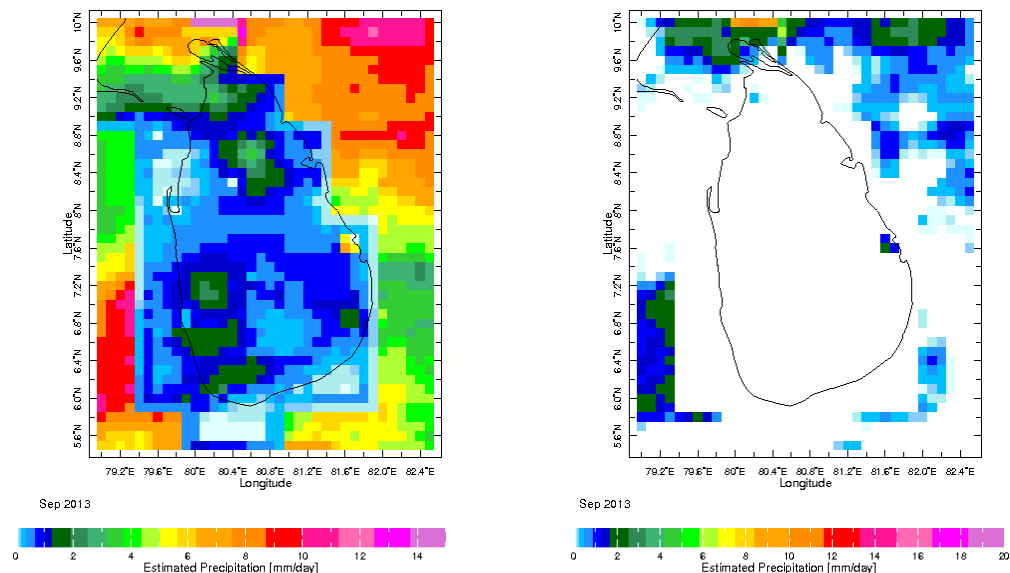 10°N
9.6°N
9.2°N
8.8°N
8.4°N
8°N
7.6°N
7.2°N
6.8°N
6.4°N
6.0°N
5.6°N
Latitude
79.2°E 79.6°E 80°E 80.4°E 80.8°E 81.2°E 81.6°E 82.0°E 82.4°E
Longitude
Sep 2013
0 2 4 6 8 10 12 14
Estimated Precipitation [mm/day]
10°N
9.6°N
9.2°N
8.8°N
8.4°N
8°N
7.6°N
7.2°N
6.8°N
6.4°N
6.0°N
5.6°N
Latitude
79.2°E 79.6°E 80°E 80.4°E 80.8°E 81.2°E 81.6°E 82.0°E 82.4°E
Longitude
Sep 2013
0 2 4 6 8 10 12 14 16 18 20
Estimated Precipitation [mm/day]